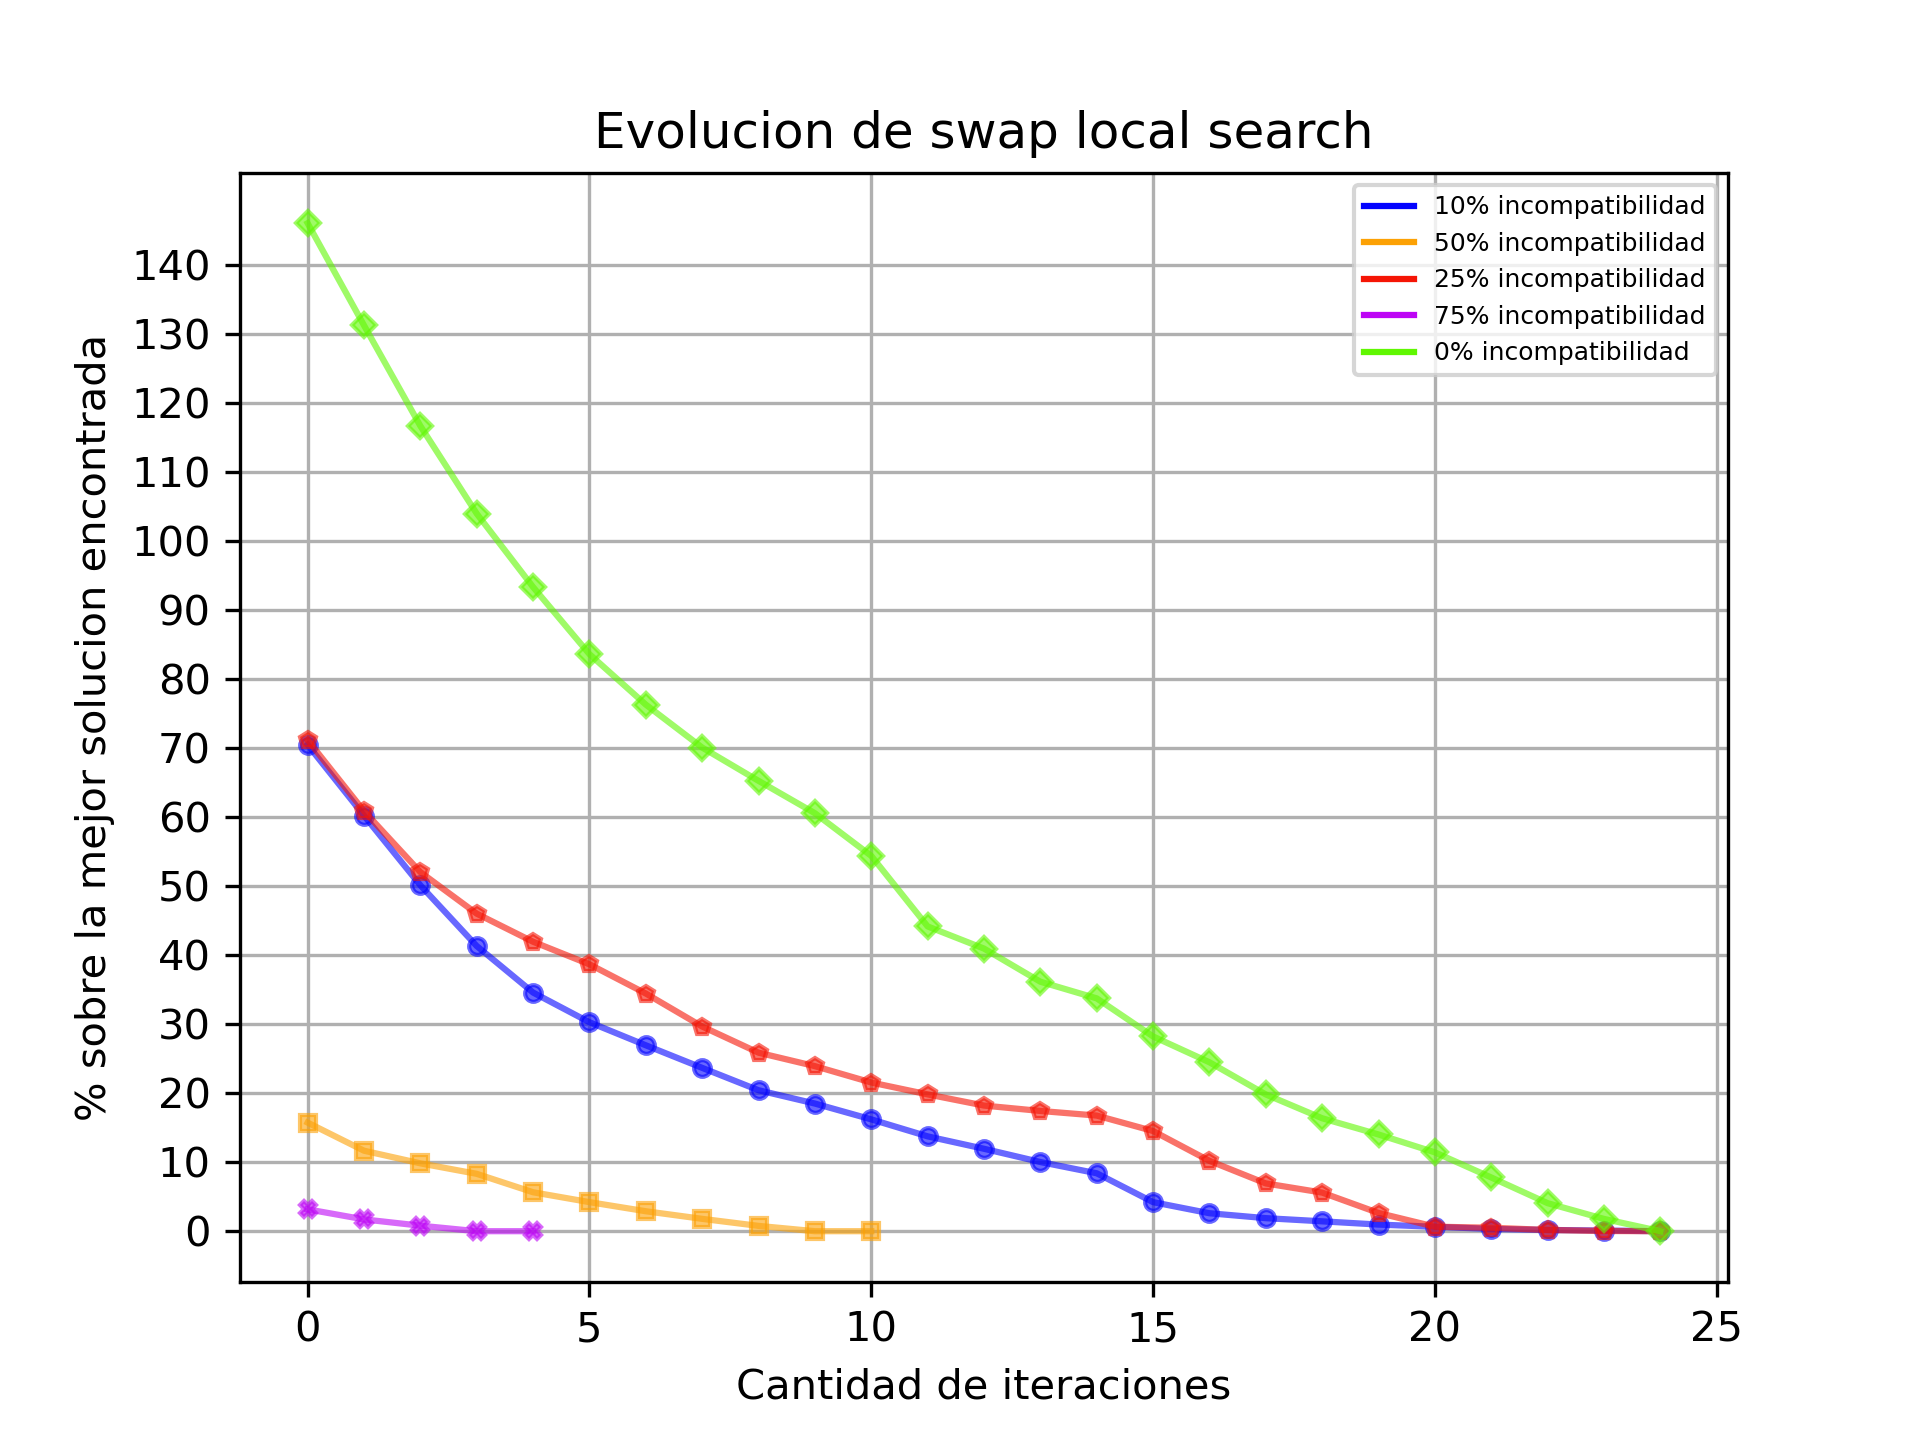 Evolucion de swap local search
10% incompatibilidad
50% incompatibilidad
25% incompatibilidad
75% incompatibilidad
0% incompatibilidad
% sobre la mejor solucion encontrada
140
130
120
110
100
90
80
70
60
50
40
30
20
10
0
0 5 10 15 20 25
Cantidad de iteraciones